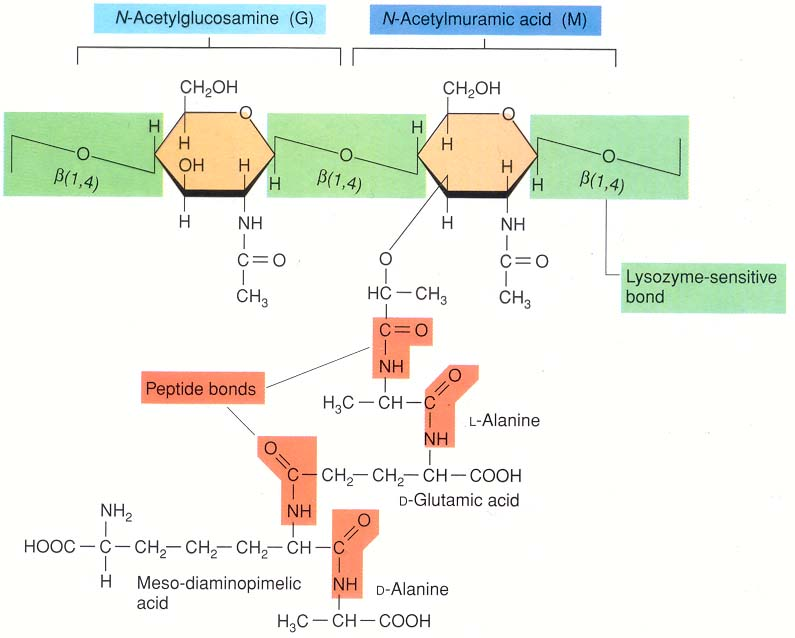 N-Acetylglucosamine (G)
N-Acetylmuramic acid (M)
CH2OH
CH2OH
O
O
H
H
H
H
O
β(1,4)
OH
H
H
O
β(1,4)
H
H
O
β(1,4)
H
NH
H
NH
C=O
O
C=O
CH3
HC—CH3
CH3
Lysozyme-sensitive
bond
C=O
NH
Peptide bonds
O
H3C—CH—C
L-Alanine
NH
O
C—CH2—CH2—CH—COOH
D-Glutamic acid
NH
NH2
O
HOOC—C—CH2—CH2—CH2—CH—C
H
Meso-diaminopimelic
acid
NH
D-Alanine
H3C—CH—COOH